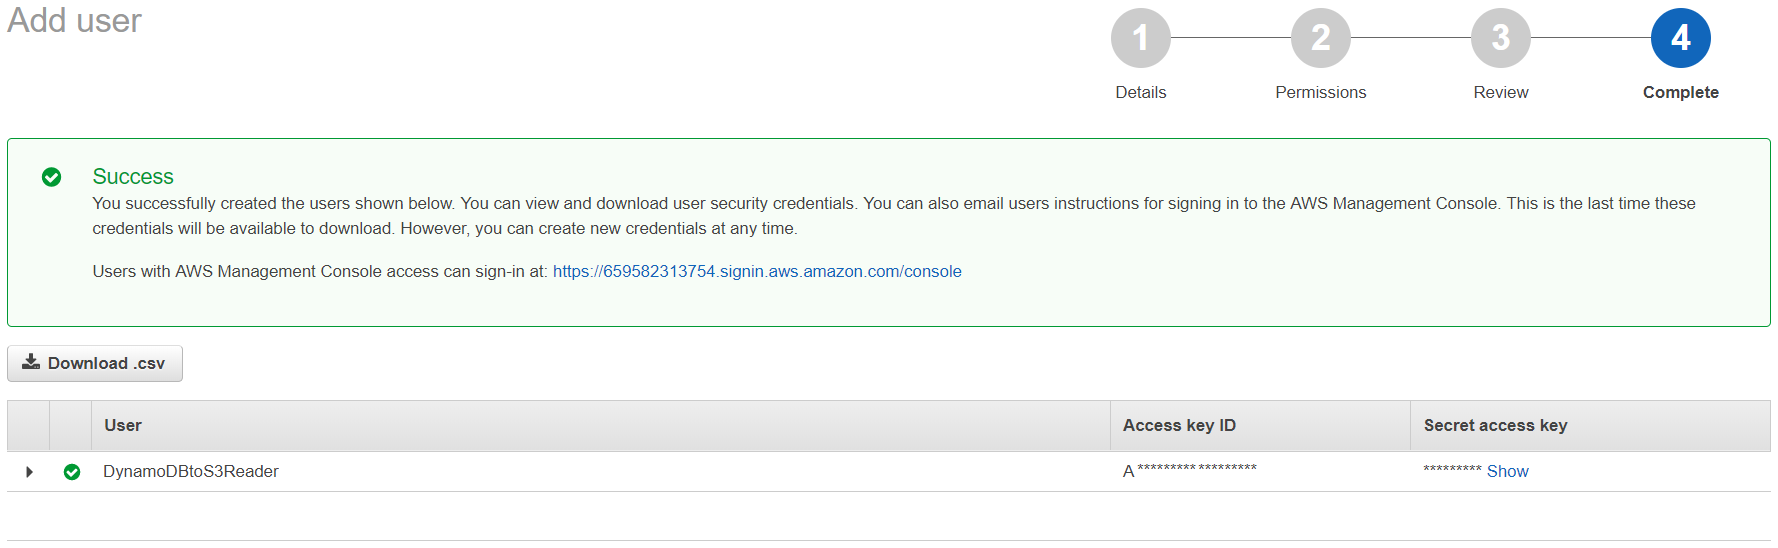 Add user
1 2 3 4
Details Permissions Review Complete
Success
You successfully created the users shown below. You can view and download user security credentials. You can also email users instructions for signing in to the AWS Management Console. This is the last time these
credentials will be available to download. However, you can create new credentials at any time.
Users with AWS Management Console access can sign-in at: https://659582313754.signin.aws.amazon.com/console
Download .csv
User Access key ID Secret access key
DynamoDBtoS3Reader A ****************** ********* Show